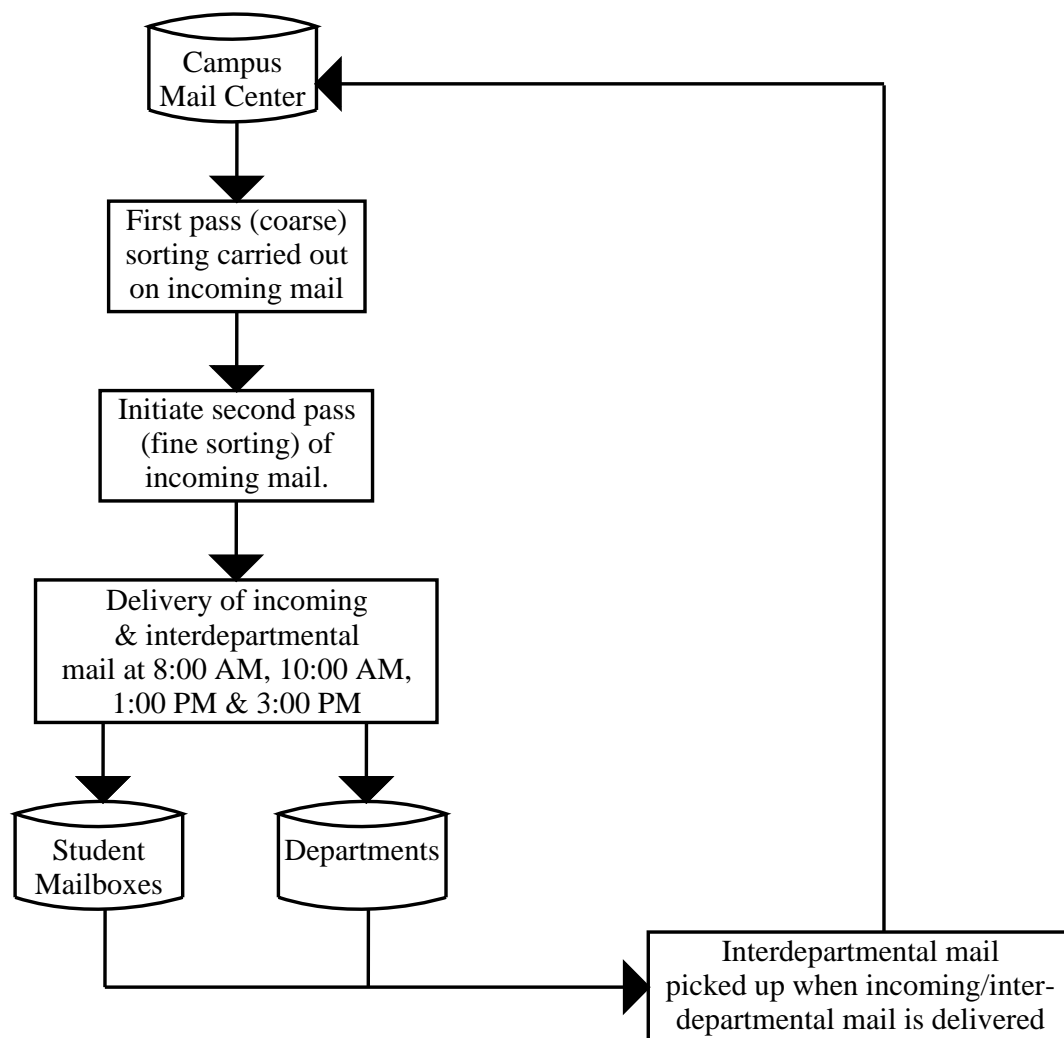 Campus
Mail Center
First pass (coarse)
sorting carried out
on incoming mail
Initiate second pass
(fine sorting) of
incoming mail.
Delivery of incoming
& interdepartmental
mail at 8:00 AM, 10:00 AM,
1:00 PM & 3:00 PM
Student
Mailboxes
Departments
Interdepartmental mail
picked up when incoming/inter-
departmental mail is delivered